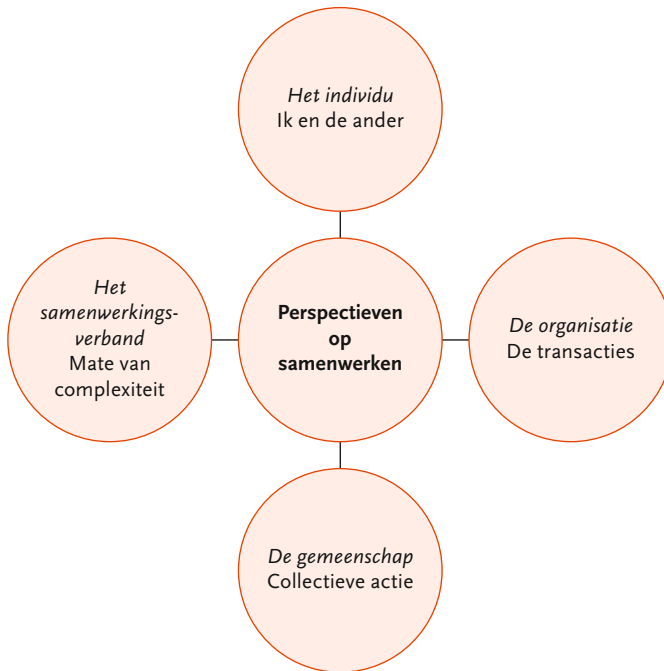 Het individu
Ik en de ander
Het
samenwerkings-
verband
Mate van
complexiteit
Perspectieven
op
samenwerken
De organisatie
De transacties
De gemeenschap
Collectieve actie